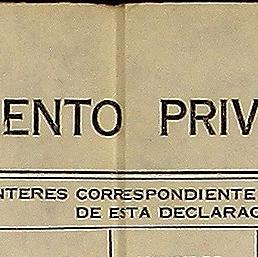 ENTO PRIV
NTERES CORRESPONDIENTE
DE ESTA DECLARAC